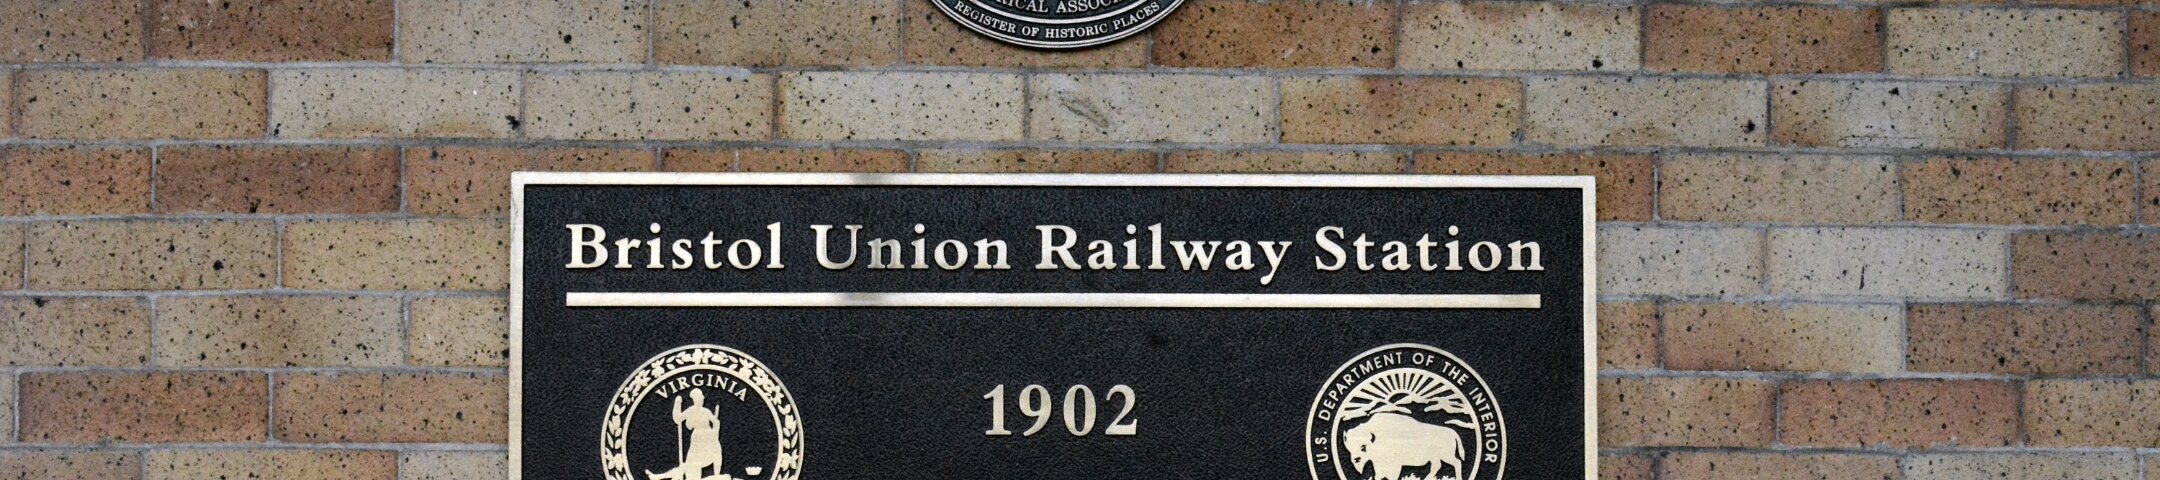 REGISTER OF HISTORIC PLACES
Bristol Union Railway Station
VIRGINIA
1902
U.S. DEPARTMENT OF THE INTERIOR